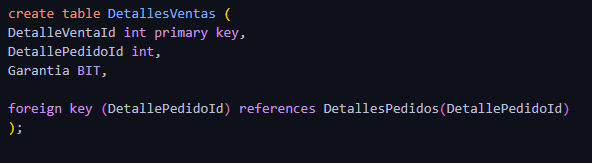 create table DetallesVentas (
DetalleVentaId int primary key,
DetallePedidoId int,
Garantia BIT,
foreign key (DetallePedidoId) references DetallesPedidos(DetallePedidoId)
);